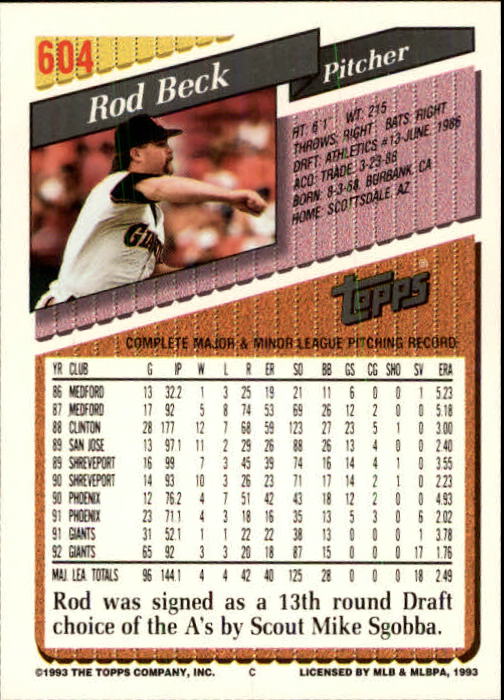 604
Rod Beck
Pitcher
HT: 6'1" WT: 215
THROWS: RIGHT BATS: RIGHT
DRFT: ATHLETICS #13-JUNE, 1986
ACQ: TRADE, 3-23-88
BORN: 8-3-68, BURBANK, CA
HOME: SCOTTSDALE, AZ
GIANTS
TOPPS
COMPLETE MAJOR & MINOR LEAGUE PITCHING RECORD
YR CLUB G IP W L R ER SO BB GS CG SHO SV ERA
86 MEDFORD 13 32.2 1 3 25 19 21 11 6 0 0 1 5.23
87 MEDFORD 17 92 5 8 74 53 69 26 12 2 0 0 5.18
88 CLINTON 28 177 12 7 68 59 123 27 23 5 1 0 3.00
89 SAN JOSE 13 97.1 11 2 29 26 88 26 13 4 0 0 2.40
89 SHREVEPORT 16 99 7 3 45 39 74 16 14 4 1 0 3.55
90 SHREVEPORT 14 93 10 3 26 23 71 17 14 2 1 0 2.23
90 PHOENIX 12 76.2 4 7 51 42 43 18 12 2 0 0 4.93
91 PHOENIX 23 71.1 4 3 18 16 35 13 5 3 0 6 2.02
91 GIANTS 31 52.1 1 1 22 22 38 13 0 0 0 1 3.78
92 GIANTS 65 92 3 3 20 18 87 15 0 0 0 17 1.76
MAJ. LEA. TOTALS 96 144.1 4 4 42 40 125 28 0 0 0 18 2.49
Rod was signed as a 13th round Draft
choice of the A's by Scout Mike Sgobba.
©1993 THE TOPPS COMPANY, INC. C LICENSED BY MLB & MLBPA, 1993